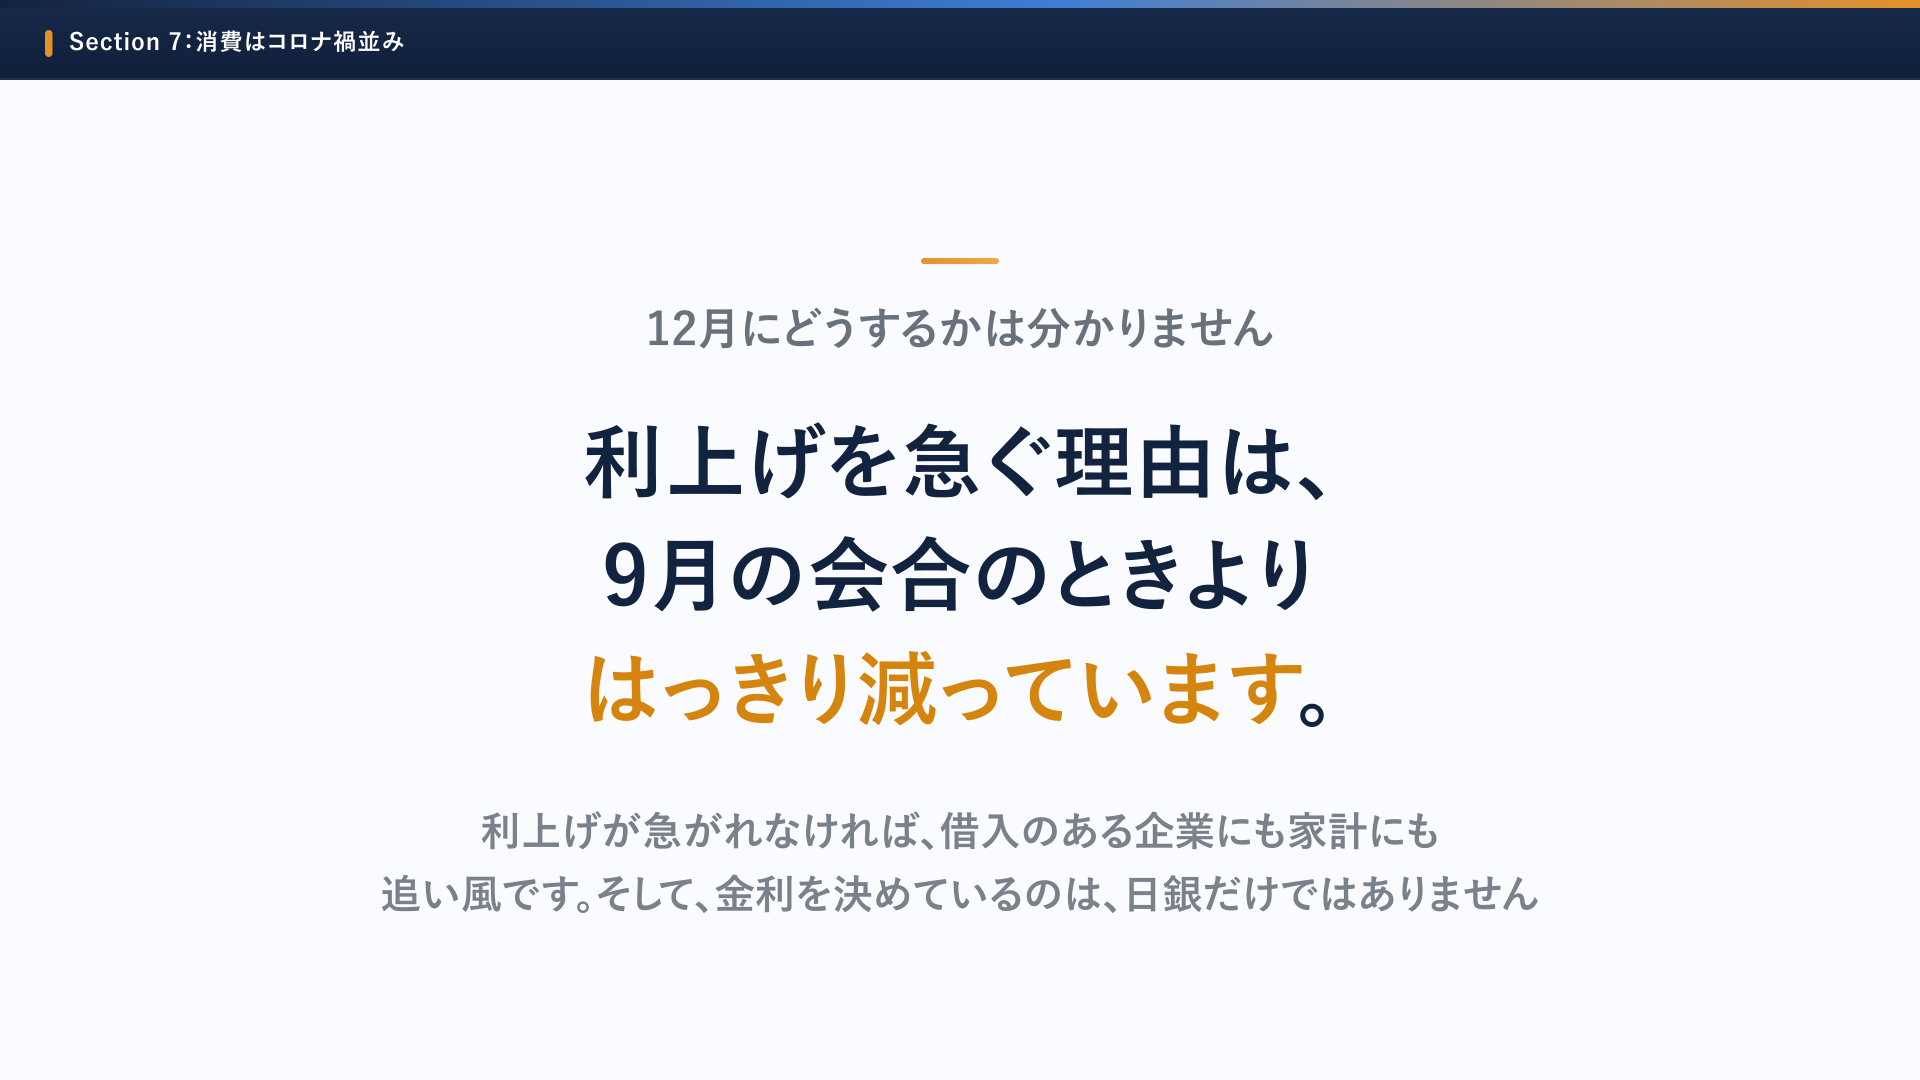 Section 7：消費はコロナ禍並み
12月にどうするかは分かりません
利上げを急ぐ理由は、
9月の会合のときより
はっきり減っています。
利上げが急がれなければ、借入のある企業にも家計にも
追い風です。そして、金利を決めているのは、日銀だけではありません